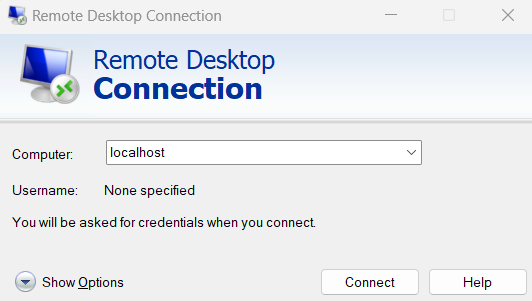 Remote Desktop Connection
Remote Desktop
Connection
Computer: localhost
Username: None specified
You will be asked for credentials when you connect.
Show Options Connect Help